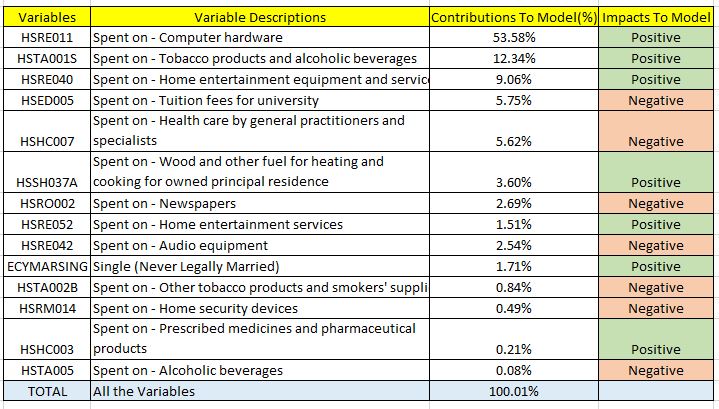 Variables Variable Descriptions Contributions To Model(%) Impacts To Model
HSRE011 Spent on - Computer hardware 53.58% Positive
HSTA001S Spent on - Tobacco products and alcoholic beverages 12.34% Positive
HSRE040 Spent on - Home entertainment equipment and servic 9.06% Positive
HSED005 Spent on - Tuition fees for university 5.75% Negative
Spent on - Health care by general practitioners and
HSHC007 specialists 5.62% Negative
Spent on - Wood and other fuel for heating and
HSSH037A cooking for owned principal residence 3.60% Positive
HSRO002 Spent on - Newspapers 2.69% Negative
HSRE052 Spent on - Home entertainment services 1.51% Positive
HSRE042 Spent on - Audio equipment 2.54% Negative
ECYMARSING Single (Never Legally Married) 1.71% Positive
HSTA002B Spent on - Other tobacco products and smokers' suppli 0.84% Negative
HSRM014 Spent on - Home security devices 0.49% Negative
Spent on - Prescribed medicines and pharmaceutical
HSHC003 products 0.21% Positive
HSTA005 Spent on - Alcoholic beverages 0.08% Negative
TOTAL All the Variables 100.01%